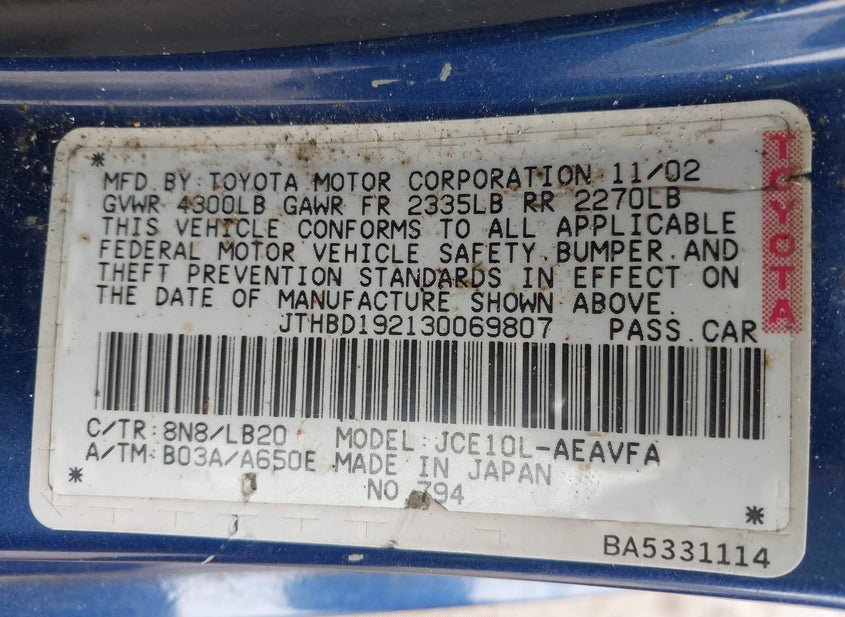 MFD. BY TOYOTA MOTOR CORPORATION 11/02
GVWR 4300LB GAWR FR 2335LB RR 2270LB
THIS VEHICLE CONFORMS TO ALL APPLICABLE
FEDERAL MOTOR VEHICLE SAFETY, BUMPER, AND
THEFT PREVENTION STANDARDS IN EFFECT ON
THE DATE OF MANUFACTURE SHOWN ABOVE.
JTHBD192130069807 PASS. CAR
C/TR:8N8/LB20 MODEL:JCE10L-AEAVFA
A/TM:B03A/A650E MADE IN JAPAN
NO 794
BA5331114
TOYOTA